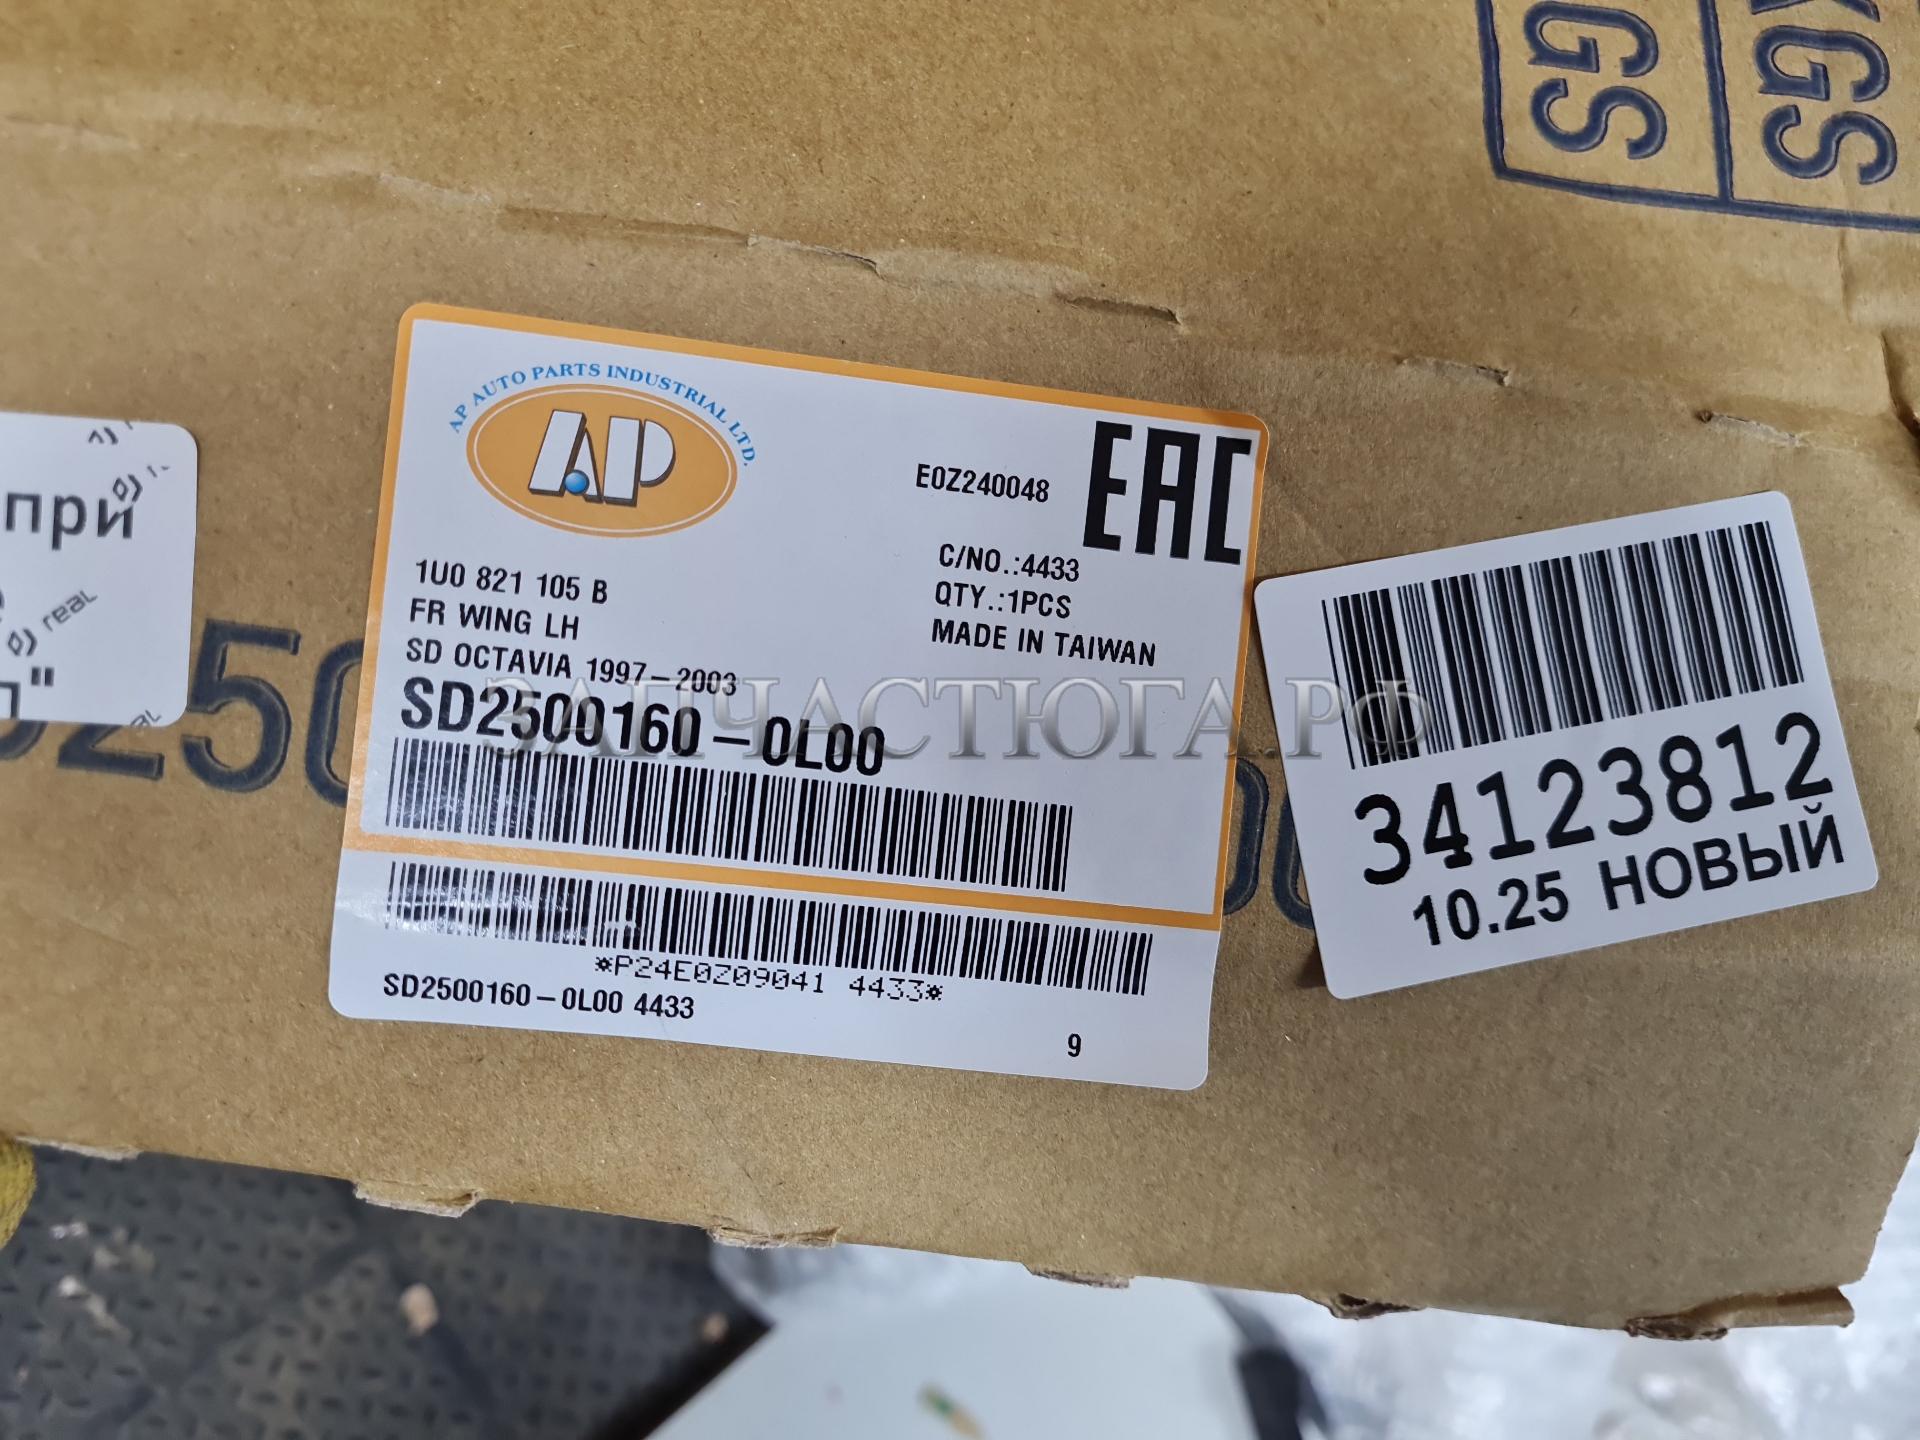 KGS
GS
AP AUTO PARTS INDUSTRIAL LTD.
AP
E0Z240048
EAC
1U0 821 105 B
FR WING LH
SD OCTAVIA 1997-2003
C/NO.:4433
QTY.:1PCS
MADE IN TAIWAN
SD2500160-0L00
*P24E0Z09041 4433*
SD2500160-0L00 4433
9
34123812
10.25 НОВЫЙ
при
real
ЗАПЧАСТЮГА.РФ